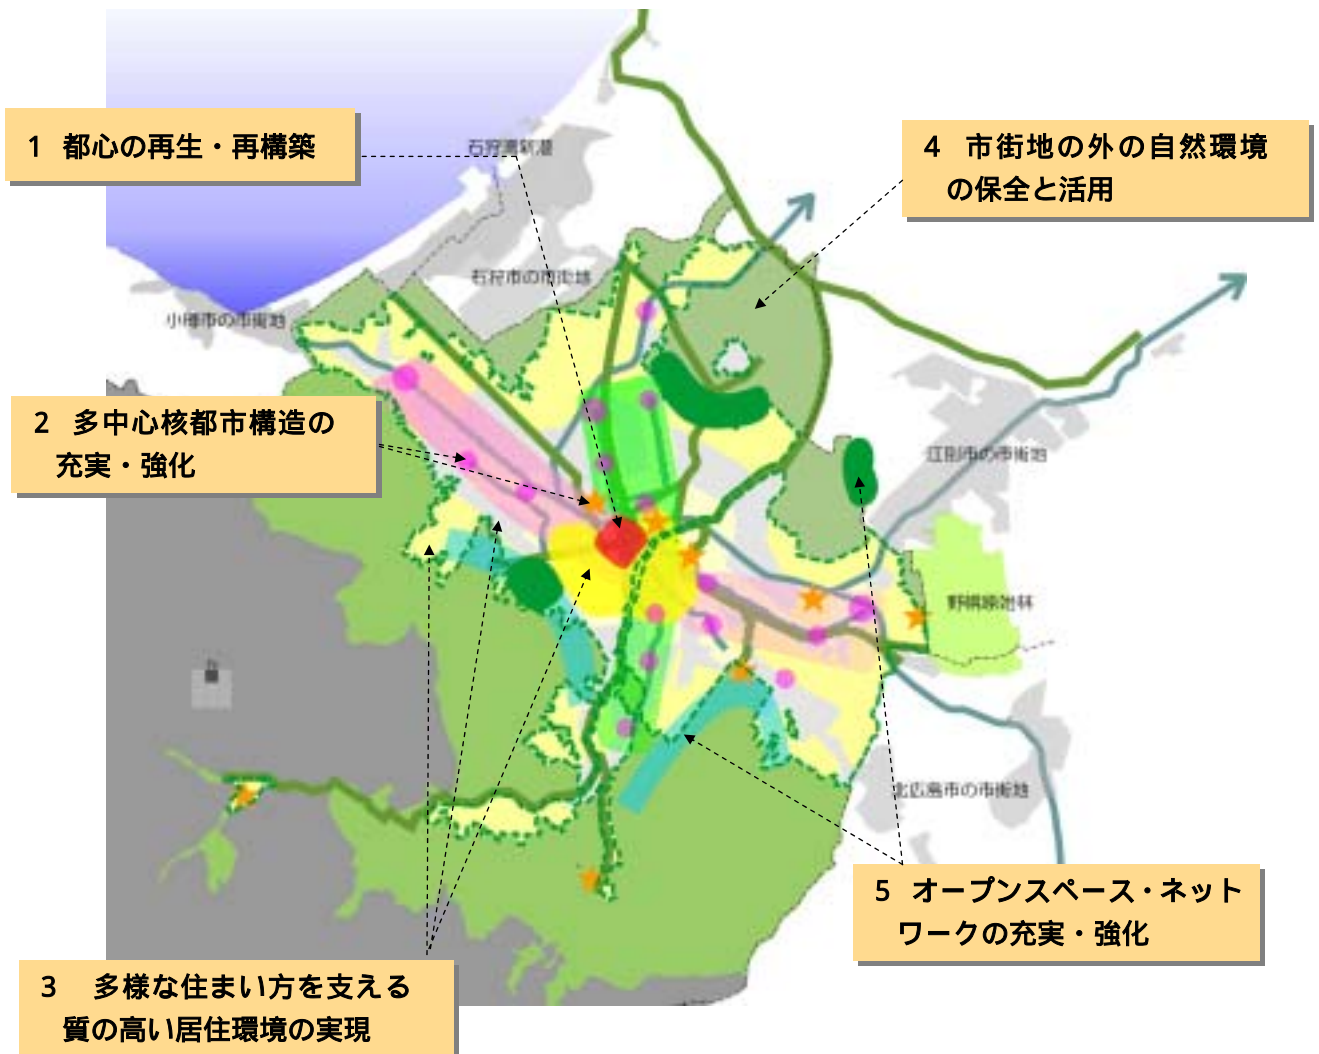 1 都心の再生・再構築
石狩湾新港
4 市街地の外の自然環境
の保全と活用
石狩市の市街地
小樽市の市街地
2 多中心核都市構造の
充実・強化
江別市の市街地
野幌原始林
北広島市の市街地
5 オープンスペース・ネット
ワークの充実・強化
3 多様な住まい方を支える
質の高い居住環境の実現